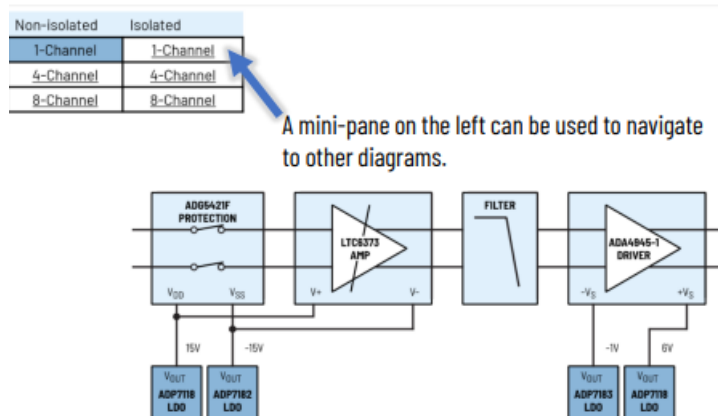 Non-isolated Isolated
1-Channel 1-Channel
4-Channel 4-Channel
8-Channel 8-Channel
A mini-pane on the left can be used to navigate
to other diagrams.
ADG5421F
PROTECTION
VDD VSS
LTC6373
AMP
V+ V-
FILTER
ADA4945-1
DRIVER
-VS +VS
15V -15V -1V 6V
VOUT VOUT VOUT VOUT
ADP7118 ADP7182 ADP7183 ADP7118
LDO LDO LDO LDO